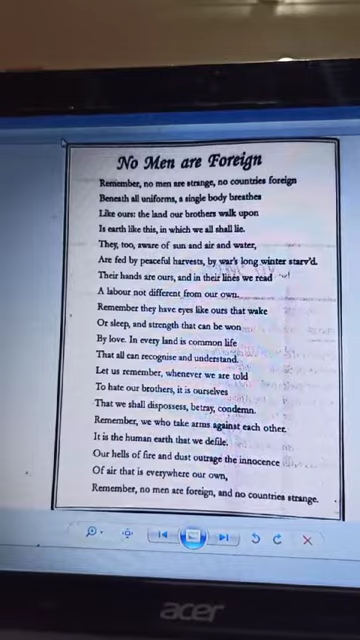 No Men are Foreign
Remember, no men are strange, no countries foreign
Beneath all uniforms, a single body breathes
Like ours: the land our brothers walk upon
Is earth like this, in which we all shall lie.
They, too, aware of sun and air and water,
Are fed by peaceful harvests, by war's long winter starv'd.
Their hands are ours, and in their lines we read
A labour not different from our own.
Remember they have eyes like ours that wake
Or sleep, and strength that can be won
By love. In every land is common life
That all can recognise and understand.
Let us remember, whenever we are told
To hate our brothers, it is ourselves
That we shall dispossess, betray, condemn.
Remember, we who take arms against each other.
It is the human earth that we defile.
Our hells of fire and dust outrage the innocence
Of air that is everywhere our own,
Remember, no men are foreign, and no countries strange.
acer